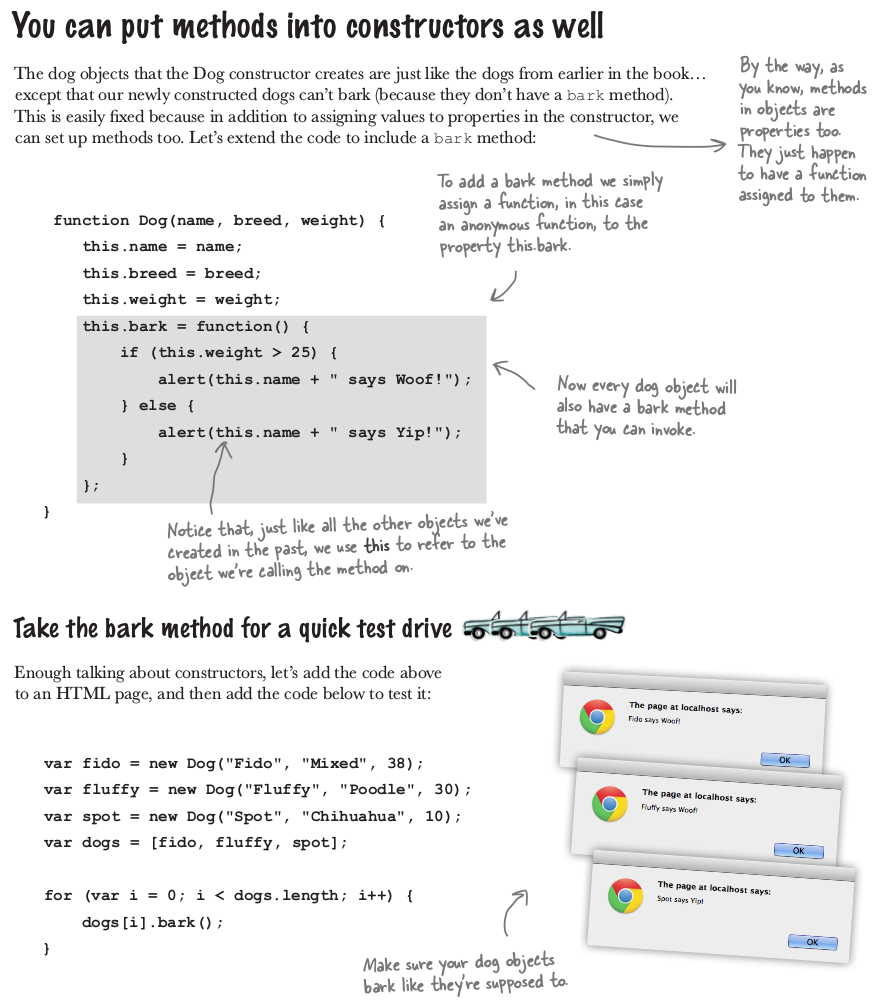 You can put methods into constructors as well
The dog objects that the Dog constructor creates are just like the dogs from earlier in the book…
except that our newly constructed dogs can't bark (because they don't have a bark method).
This is easily fixed because in addition to assigning values to properties in the constructor, we
can set up methods too. Let's extend the code to include a bark method:
By the way, as
you know, methods
in objects are
properties too.
They just happen
to have a function
assigned to them.
To add a bark method we simply
assign a function, in this case
an anonymous function, to the
property this.bark.
function Dog(name, breed, weight) {
    this.name = name;
    this.breed = breed;
    this.weight = weight;
    this.bark = function() {
        if (this.weight > 25) {
            alert(this.name + " says Woof!");
        } else {
            alert(this.name + " says Yip!");
        }
    };
}
Now every dog object will
also have a bark method
that you can invoke.
Notice that, just like all the other objects we've
created in the past, we use this to refer to the
object we're calling the method on.
Take the bark method for a quick test drive
Enough talking about constructors, let's add the code above
to an HTML page, and then add the code below to test it:
var fido = new Dog("Fido", "Mixed", 38);
var fluffy = new Dog("Fluffy", "Poodle", 30);
var spot = new Dog("Spot", "Chihuahua", 10);
var dogs = [fido, fluffy, spot];
for (var i = 0; i < dogs.length; i++) {
    dogs[i].bark();
}
Make sure your dog objects
bark like they're supposed to.
The page at localhost says:
Fido says Woof!
OK
The page at localhost says:
Fluffy says Woof!
OK
The page at localhost says:
Spot says Yip!
OK